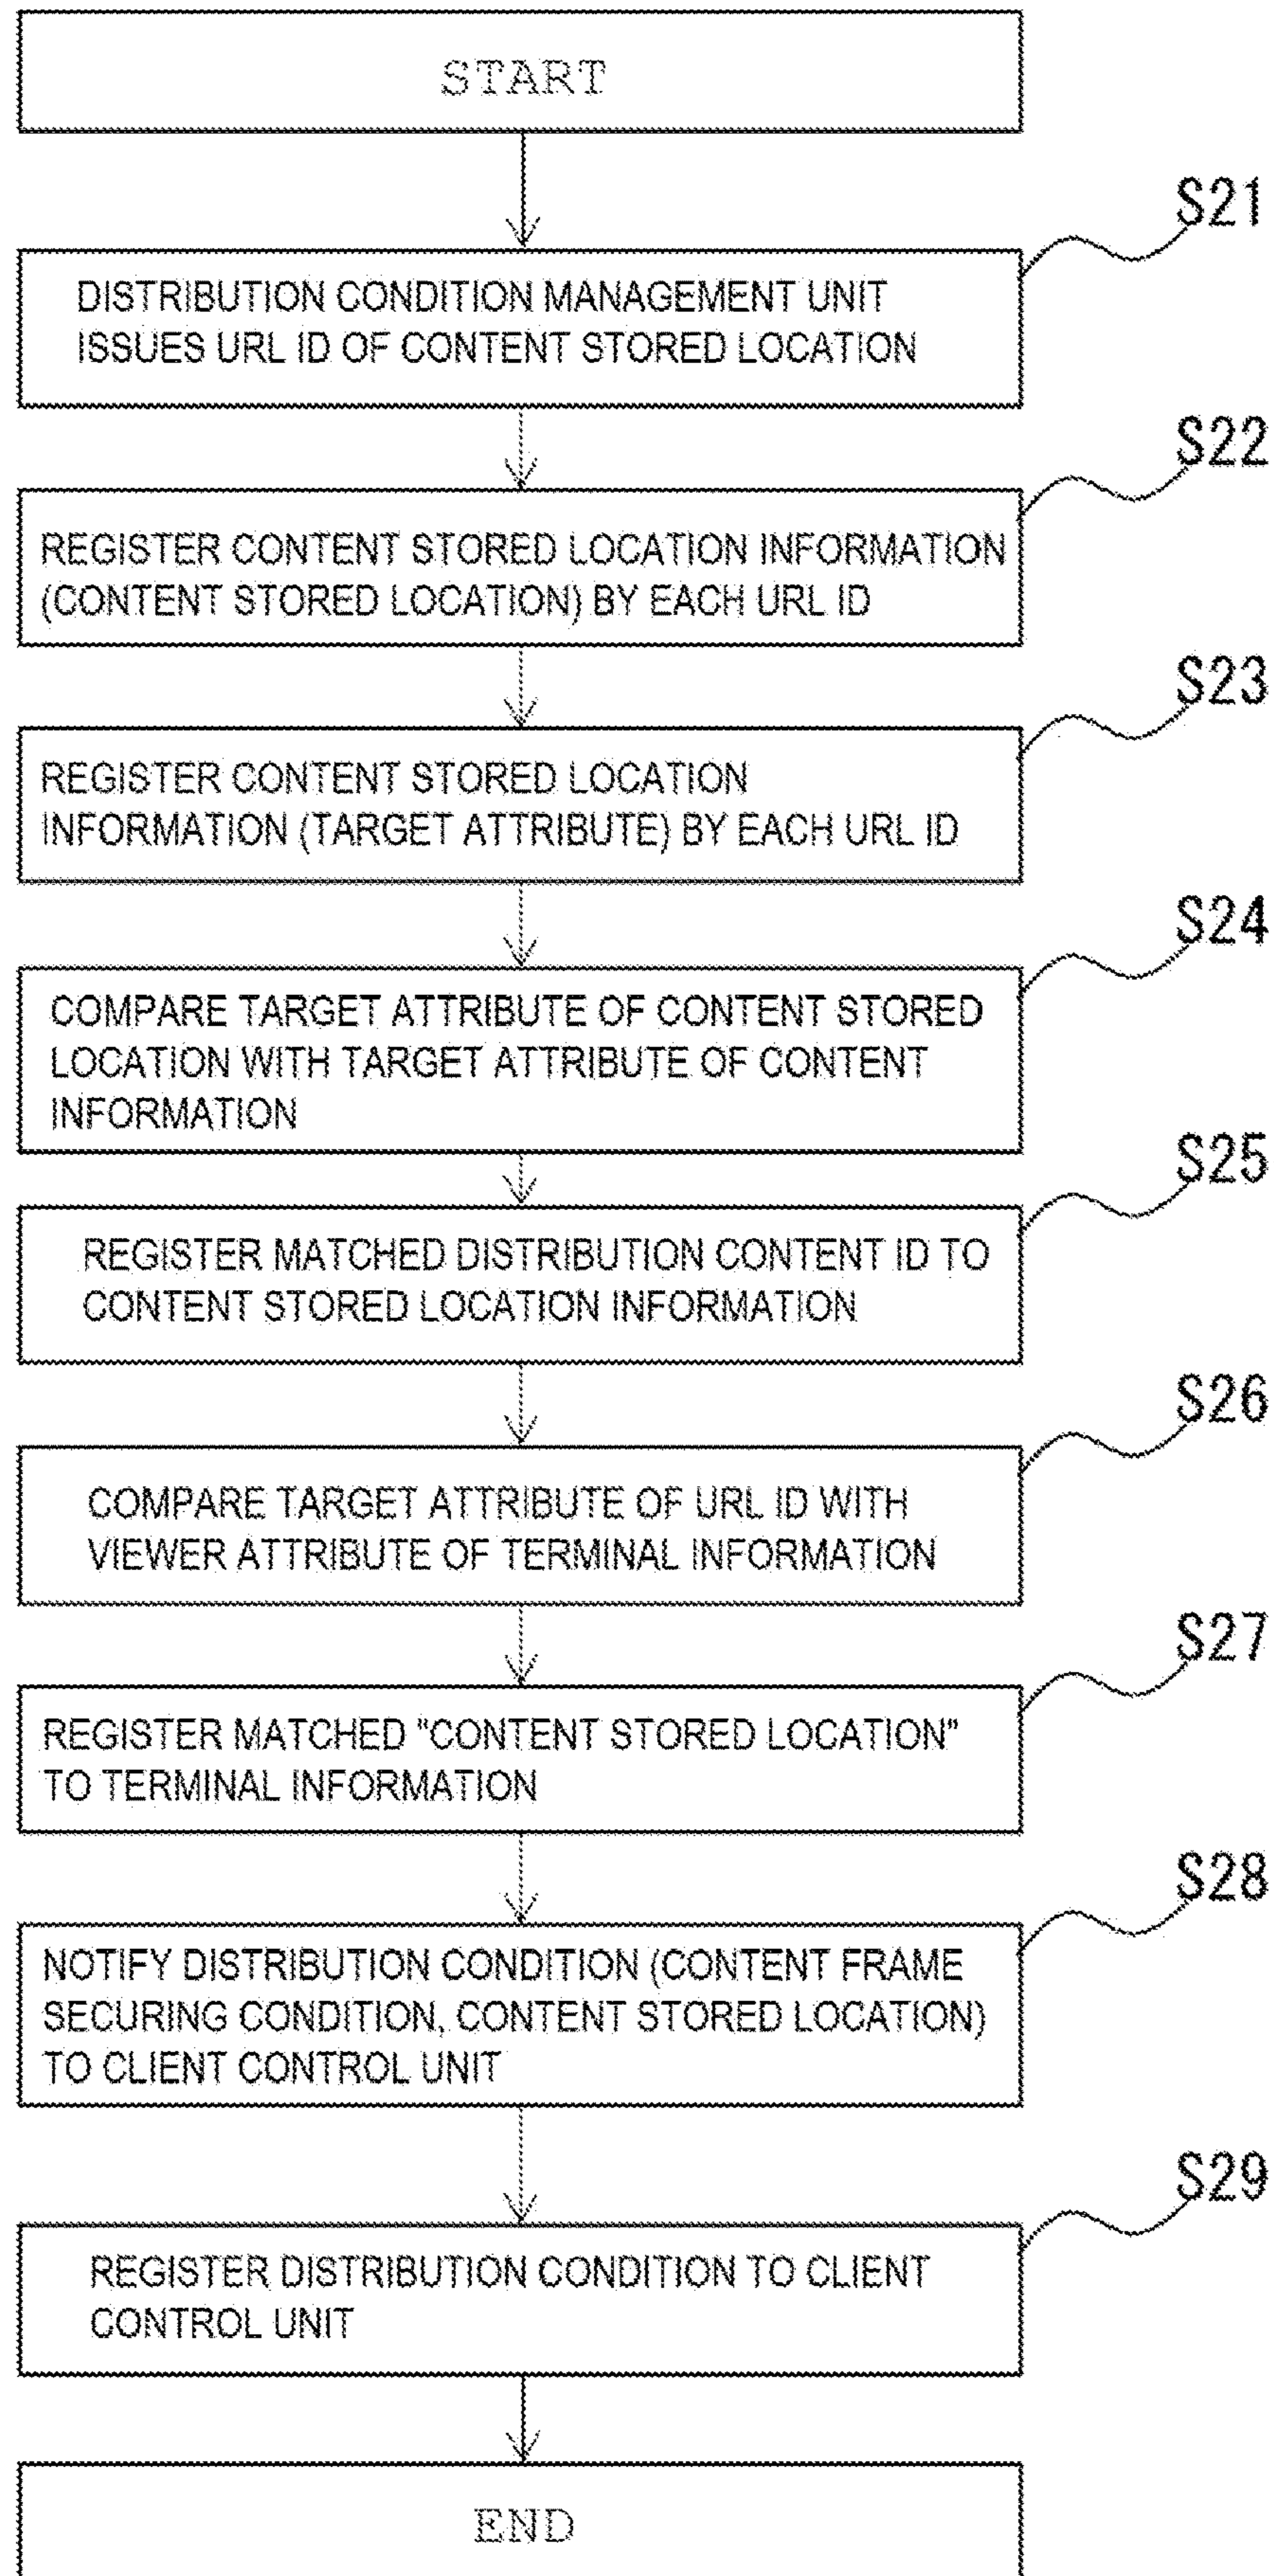 START
S21
DISTRIBUTION CONDITION MANAGEMENT UNIT
ISSUES URL ID OF CONTENT STORED LOCATION
S22
REGISTER CONTENT STORED LOCATION INFORMATION
(CONTENT STORED LOCATION) BY EACH URL ID
S23
REGISTER CONTENT STORED LOCATION
INFORMATION (TARGET ATTRIBUTE) BY EACH URL ID
S24
COMPARE TARGET ATTRIBUTE OF CONTENT STORED
LOCATION WITH TARGET ATTRIBUTE OF CONTENT
INFORMATION
S25
REGISTER MATCHED DISTRIBUTION CONTENT ID TO
CONTENT STORED LOCATION INFORMATION
S26
COMPARE TARGET ATTRIBUTE OF URL ID WITH
VIEWER ATTRIBUTE OF TERMINAL INFORMATION
S27
REGISTER MATCHED "CONTENT STORED LOCATION"
TO TERMINAL INFORMATION
S28
NOTIFY DISTRIBUTION CONDITION (CONTENT FRAME
SECURING CONDITION, CONTENT STORED LOCATION)
TO CLIENT CONTROL UNIT
S29
REGISTER DISTRIBUTION CONDITION TO CLIENT
CONTROL UNIT
END